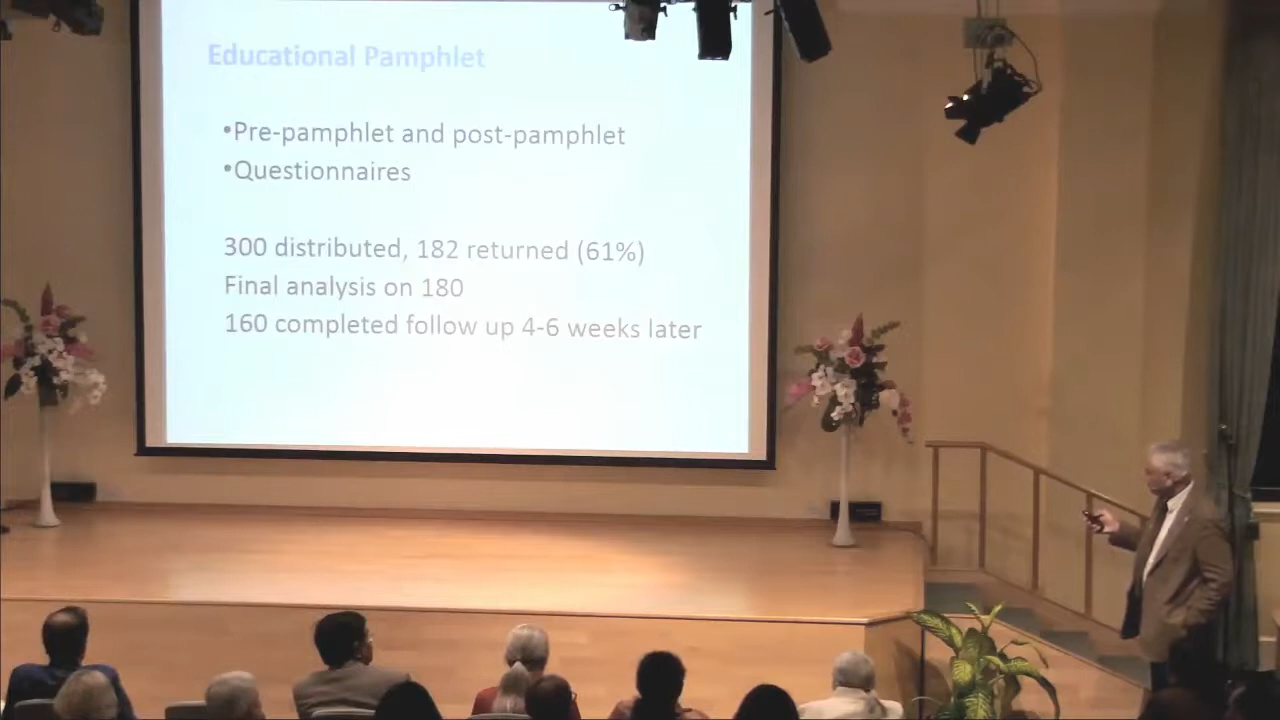 Educational Pamphlet
•Pre-pamphlet and post-pamphlet
•Questionnaires
300 distributed, 182 returned (61%)
Final analysis on 180
160 completed follow up 4-6 weeks later